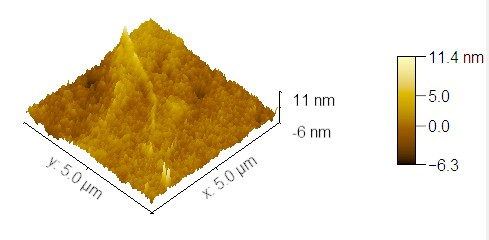 11 nm
-6 nm
y: 5.0 µm
x: 5.0 µm
11.4 nm
5.0
0.0
−6.3